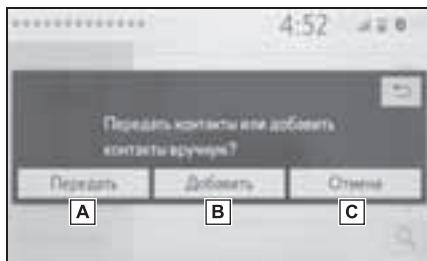 4:52
Передать контакты или добавить
контакты вручную?
Передать Добавить Отмена
A B C